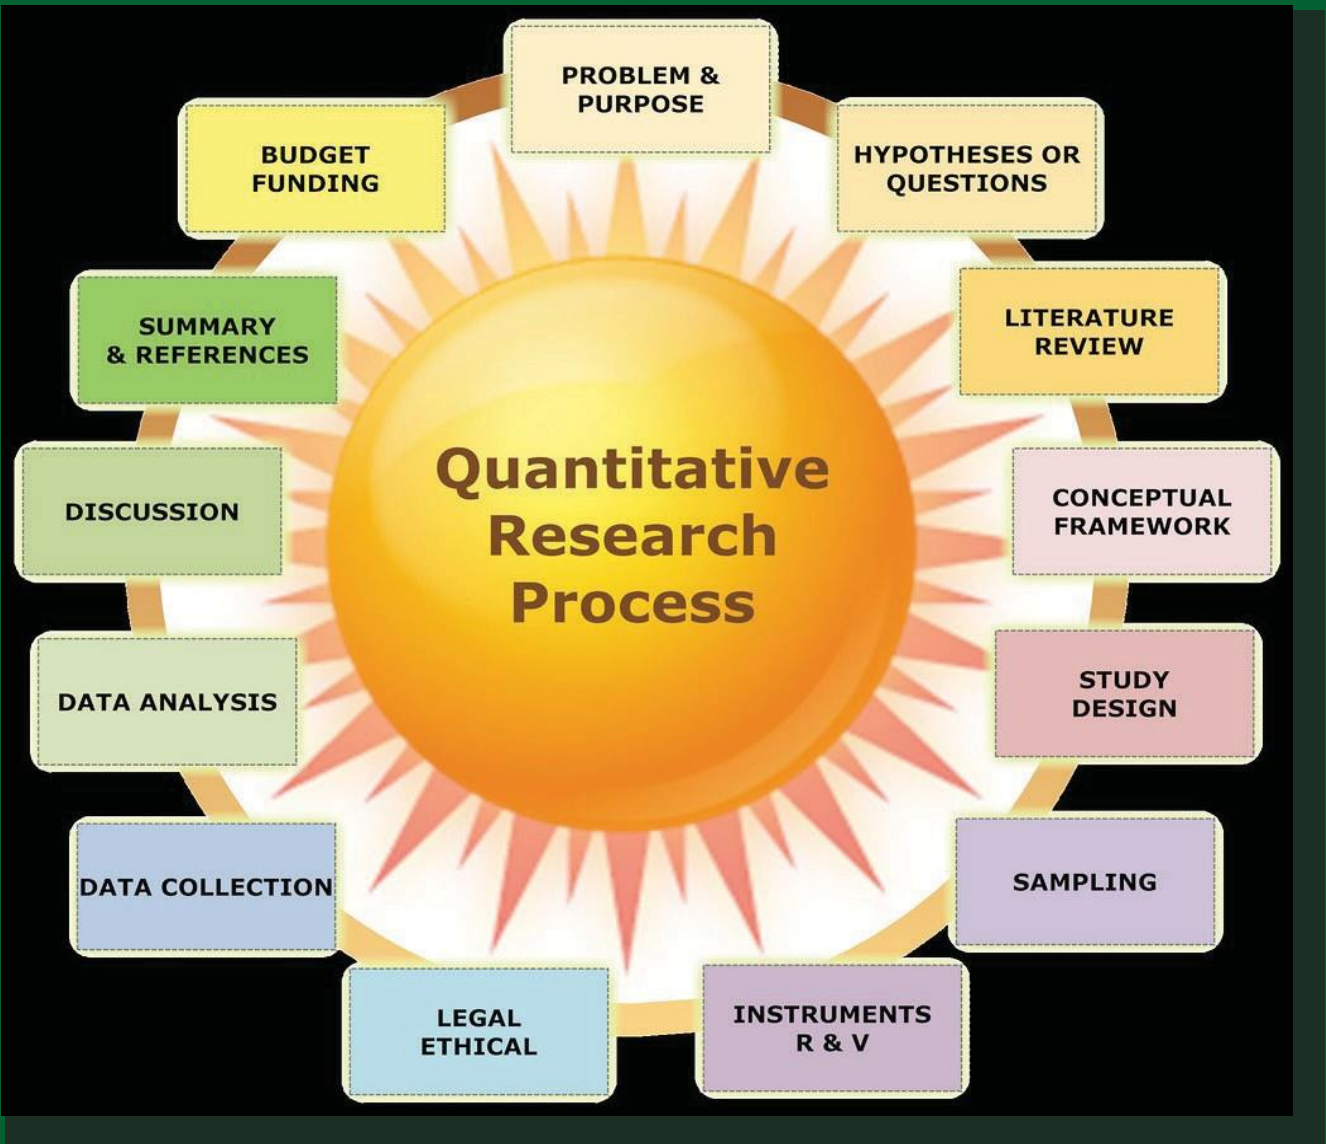 PROBLEM &
PURPOSE
HYPOTHESES OR
QUESTIONS
LITERATURE
REVIEW
CONCEPTUAL
FRAMEWORK
STUDY
DESIGN
SAMPLING
INSTRUMENTS
R & V
LEGAL
ETHICAL
DATA COLLECTION
DATA ANALYSIS
DISCUSSION
SUMMARY
& REFERENCES
BUDGET
FUNDING
Quantitative
Research
Process